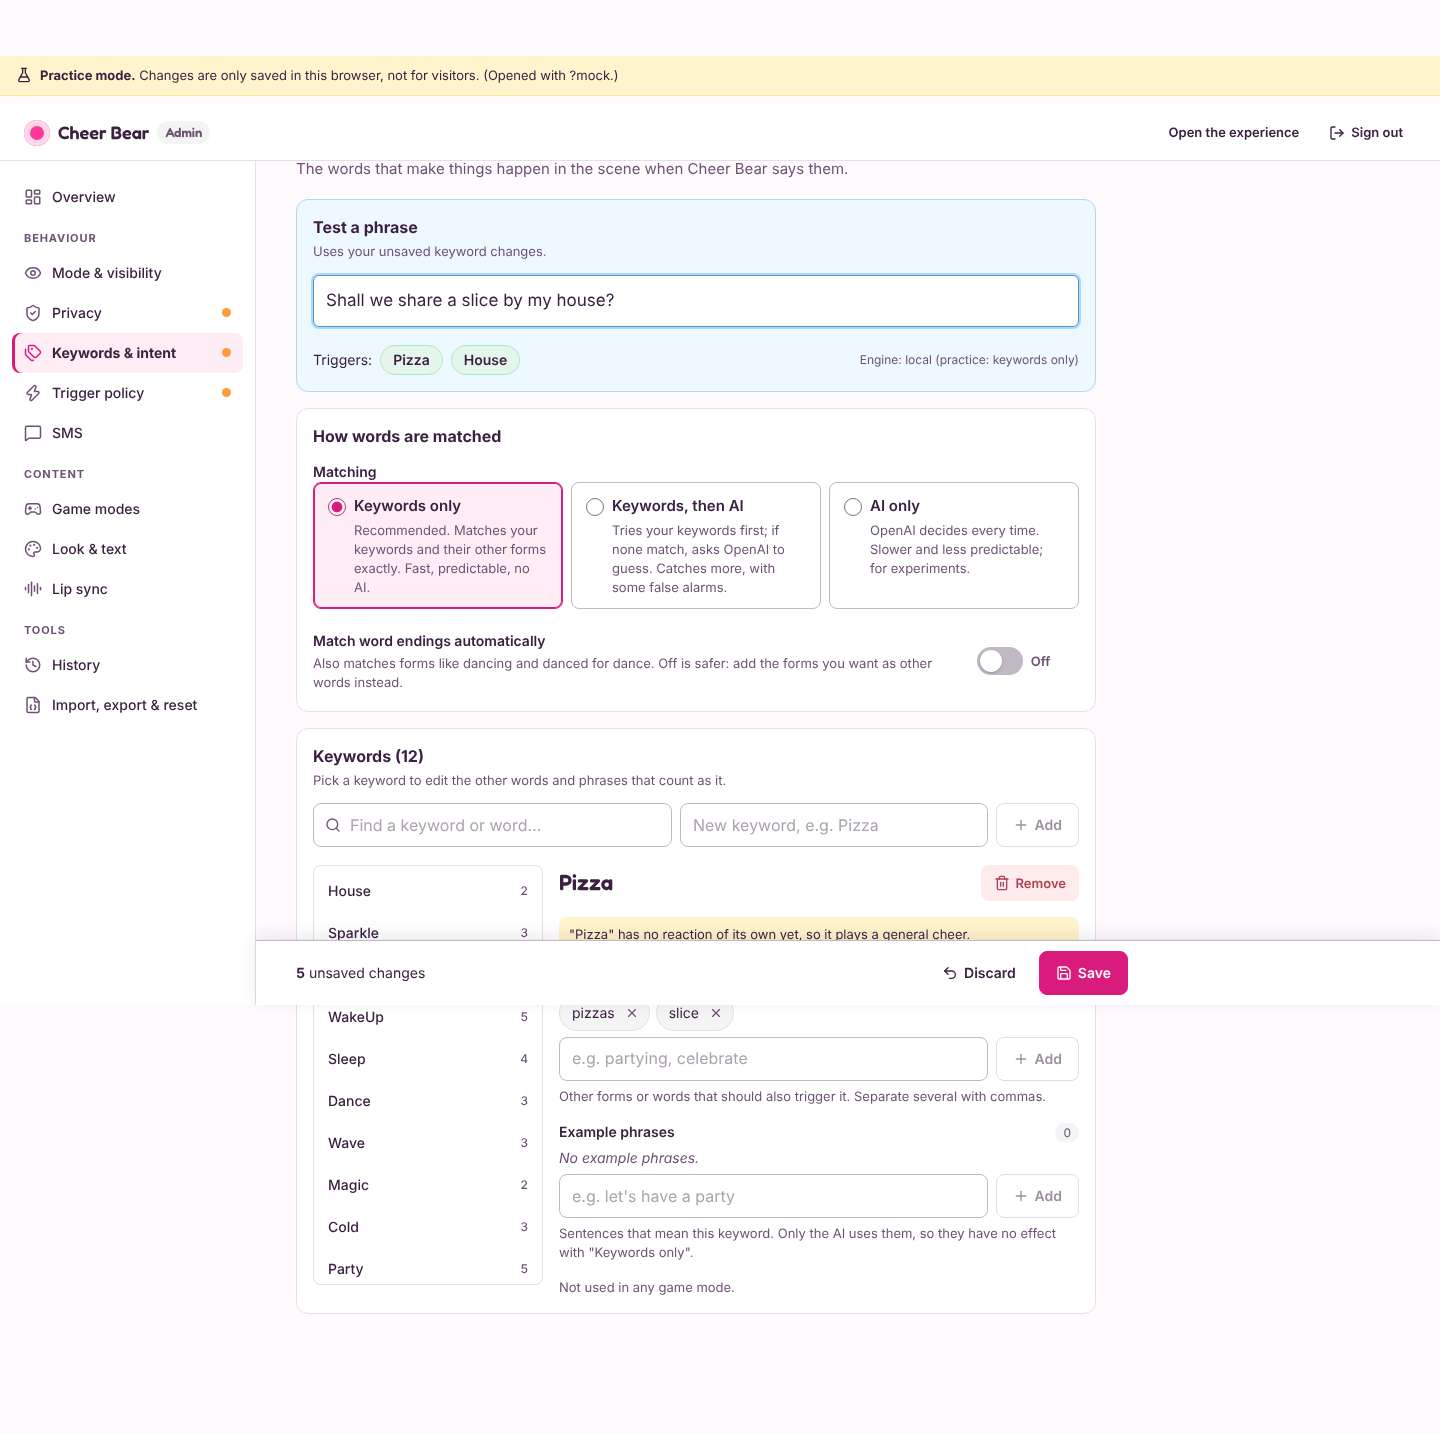 Practice mode. Changes are only saved in this browser, not for visitors. (Opened with ?mock.)
Cheer Bear Admin
Open the experience
Sign out
Overview
BEHAVIOUR
Mode & visibility
Privacy
Keywords & intent
Trigger policy
SMS
CONTENT
Game modes
Look & text
Lip sync
TOOLS
History
Import, export & reset
The words that make things happen in the scene when Cheer Bear says them.
Test a phrase
Uses your unsaved keyword changes.
Shall we share a slice by my house?
Triggers: Pizza House
Engine: local (practice: keywords only)
How words are matched
Matching
Keywords only
Recommended. Matches your
keywords and their other forms
exactly. Fast, predictable, no
AI.
Keywords, then AI
Tries your keywords first; if
none match, asks OpenAI to
guess. Catches more, with
some false alarms.
AI only
OpenAI decides every time.
Slower and less predictable;
for experiments.
Match word endings automatically
Also matches forms like dancing and danced for dance. Off is safer: add the forms you want as other
words instead.
Off
Keywords (12)
Pick a keyword to edit the other words and phrases that count as it.
Find a keyword or word...
New keyword, e.g. Pizza
Add
House 2
Sparkle 3
Pizza
Remove
"Pizza" has no reaction of its own yet, so it plays a general cheer.
5 unsaved changes
Discard
Save
WakeUp 5
Sleep 4
Dance 3
Wave 3
Magic 2
Cold 3
Party 5
pizzas
slice
e.g. partying, celebrate
Add
Other forms or words that should also trigger it. Separate several with commas.
Example phrases 0
No example phrases.
e.g. let's have a party
Add
Sentences that mean this keyword. Only the AI uses them, so they have no effect
with "Keywords only".
Not used in any game mode.